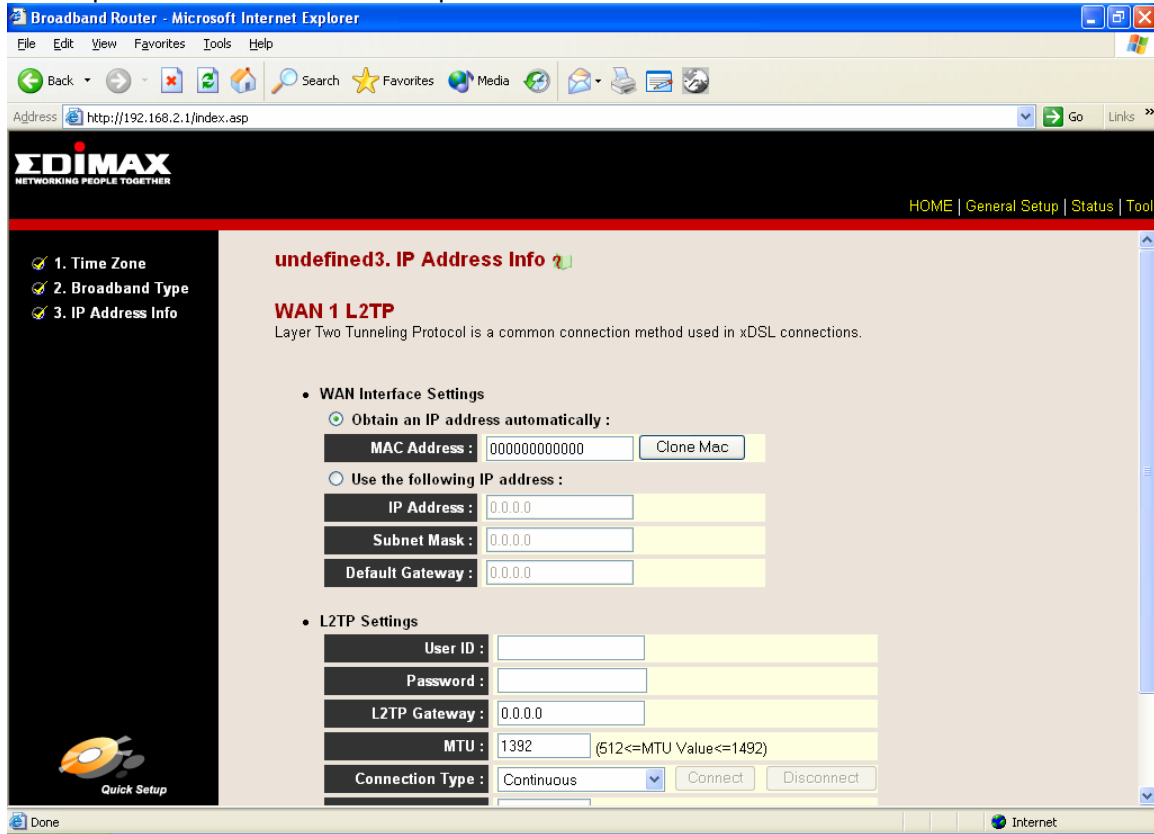 Broadband Router - Microsoft Internet Explorer
File Edit View Favorites Tools Help
Back Search Favorites Media
Address http://192.168.2.1/index.asp Go Links »
EDIMAX
NETWORKING PEOPLE TOGETHER
HOME | General Setup | Status | Tool
1. Time Zone
2. Broadband Type
3. IP Address Info
undefined3. IP Address Info
WAN 1 L2TP
Layer Two Tunneling Protocol is a common connection method used in xDSL connections.
• WAN Interface Settings
Obtain an IP address automatically :
MAC Address : 000000000000 Clone Mac
Use the following IP address :
IP Address : 0.0.0.0
Subnet Mask : 0.0.0.0
Default Gateway : 0.0.0.0
• L2TP Settings
User ID :
Password :
L2TP Gateway : 0.0.0.0
MTU : 1392 (512<=MTU Value<=1492)
Connection Type : Continuous Connect Disconnect
Quick Setup
Done Internet